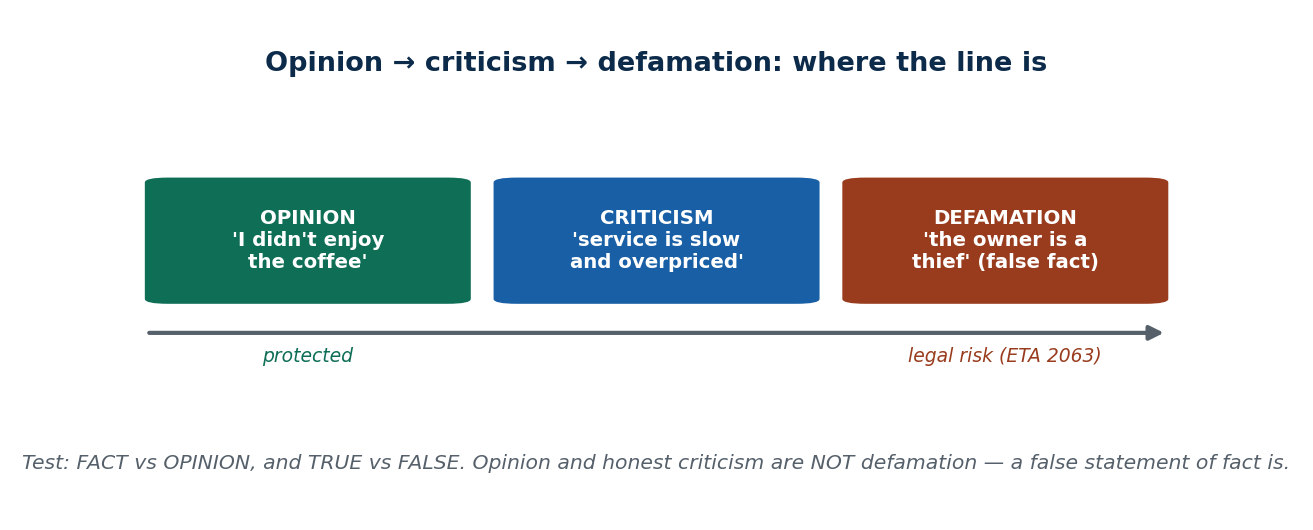 Opinion → criticism → defamation: where the line is
OPINION
'I didn't enjoy
the coffee'
CRITICISM
'service is slow
and overpriced'
DEFAMATION
'the owner is a
thief' (false fact)
protected
legal risk (ETA 2063)
Test: FACT vs OPINION, and TRUE vs FALSE. Opinion and honest criticism are NOT defamation — a false statement of fact is.